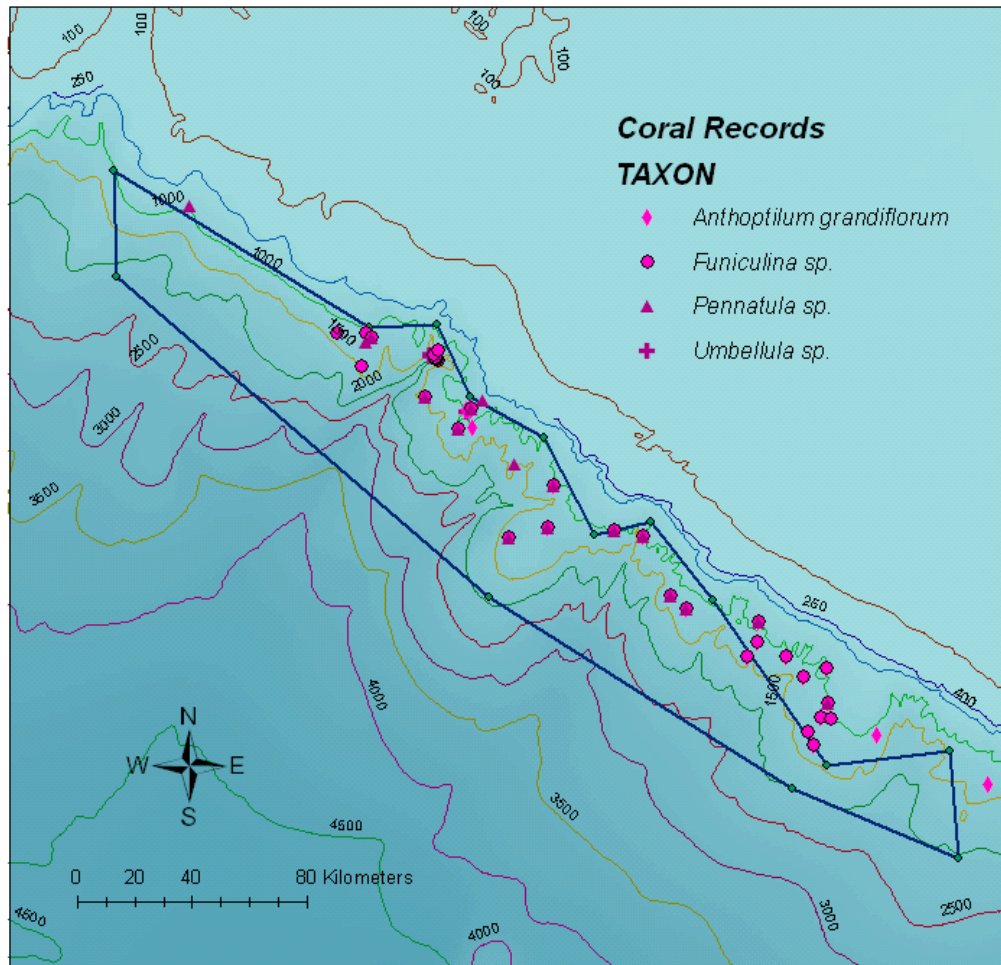 100
100
100
100
100
250
Coral Records
TAXON
Anthoptilum grandiflorum
Funiculina sp.
Pennatula sp.
Umbellula sp.
1000
1000
1500
2500
2000
3000
3500
250
400
1500
4000
3500
N
W E
S
4500
0 20 40 80 Kilometers
2500
3000
4500
4000